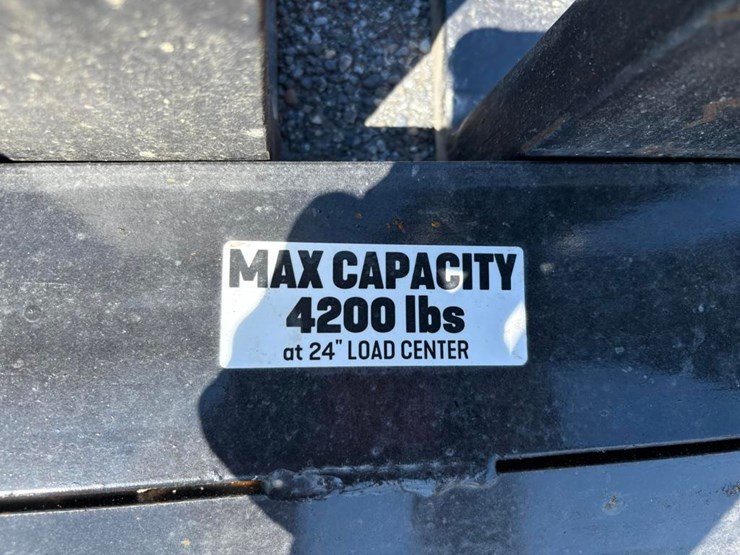 MAX CAPACITY
4200 lbs
at 24" LOAD CENTER